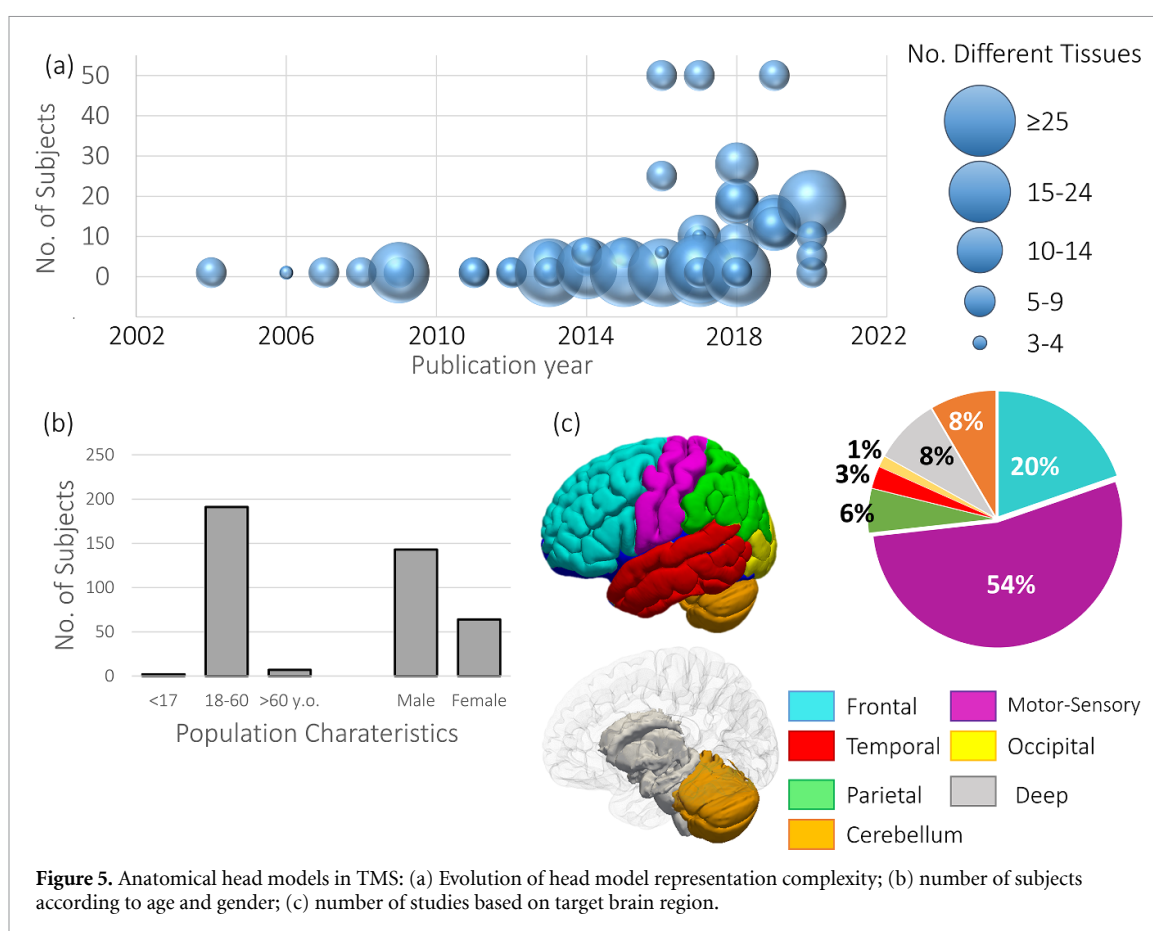 (a)
No. of Subjects
50
40
30
20
10
0
2002 2006 2010 2014 2018 2022
Publication year
No. Different Tissues
≥25
15-24
10-14
5-9
3-4
(b)
No. of Subjects
250
200
150
100
50
0
<17 18-60 >60 y.o. Male Female
Population Charateristics
(c)
8%
20%
1%
8%
3%
6%
54%
Frontal Motor-Sensory
Temporal Occipital
Parietal Deep
Cerebellum
Figure 5. Anatomical head models in TMS: (a) Evolution of head model representation complexity; (b) number of subjects
according to age and gender; (c) number of studies based on target brain region.